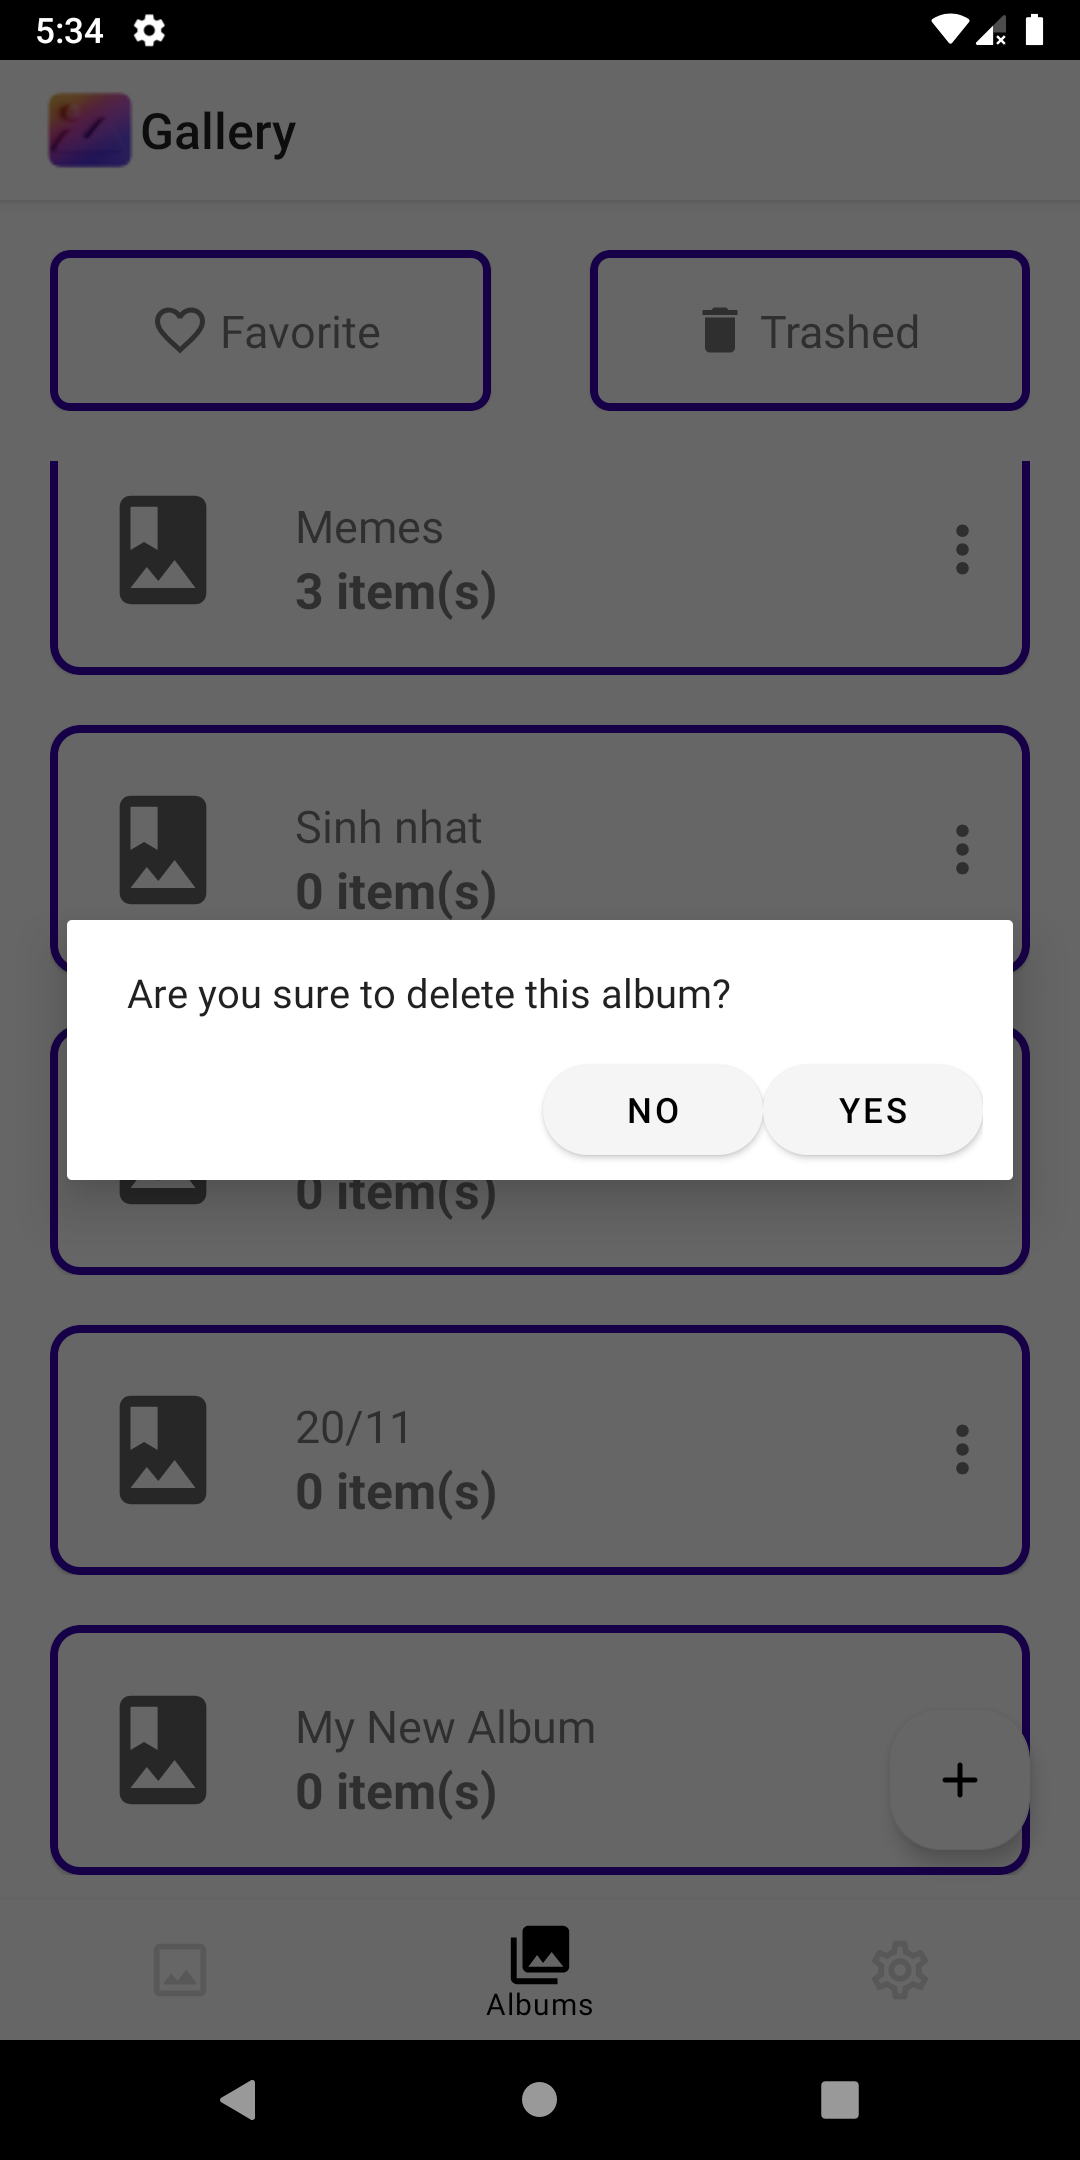 5:34
Gallery
Favorite
Trashed
Memes
3 item(s)
Sinh nhat
0 item(s)
Are you sure to delete this album?
NO
YES
0 item(s)
20/11
0 item(s)
My New Album
0 item(s)
Albums